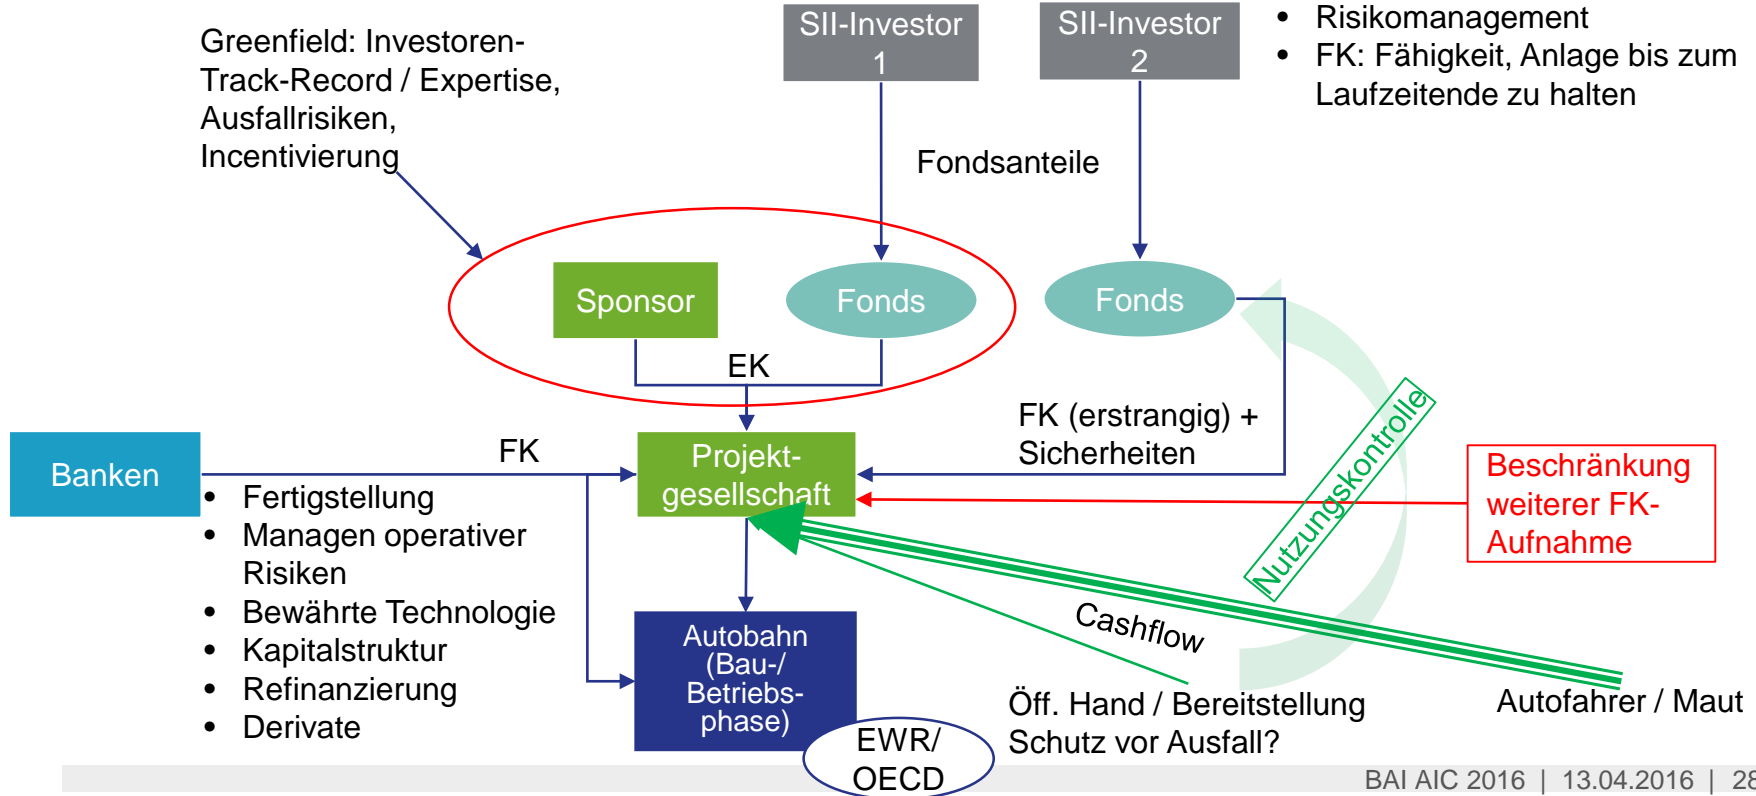 Greenfield: Investoren-
Track-Record / Expertise,
Ausfallrisiken,
Incentivierung
SII-Investor
1
SII-Investor
2
• Risikomanagement
• FK: Fähigkeit, Anlage bis zum
Laufzeitende zu halten
Fondsanteile
Sponsor
Fonds
Fonds
EK
FK (erstrangig) +
Sicherheiten
Nutzungskontrolle
Banken
FK
Projekt-
gesellschaft
Beschränkung
weiterer FK-
Aufnahme
• Fertigstellung
• Managen operativer
Risiken
• Bewährte Technologie
• Kapitalstruktur
• Refinanzierung
• Derivate
Autobahn
(Bau-/
Betriebs-
phase)
Cashflow
Öff. Hand / Bereitstellung
Schutz vor Ausfall?
Autofahrer / Maut
EWR/
OECD
BAI AIC 2016 | 13.04.2016 | 28